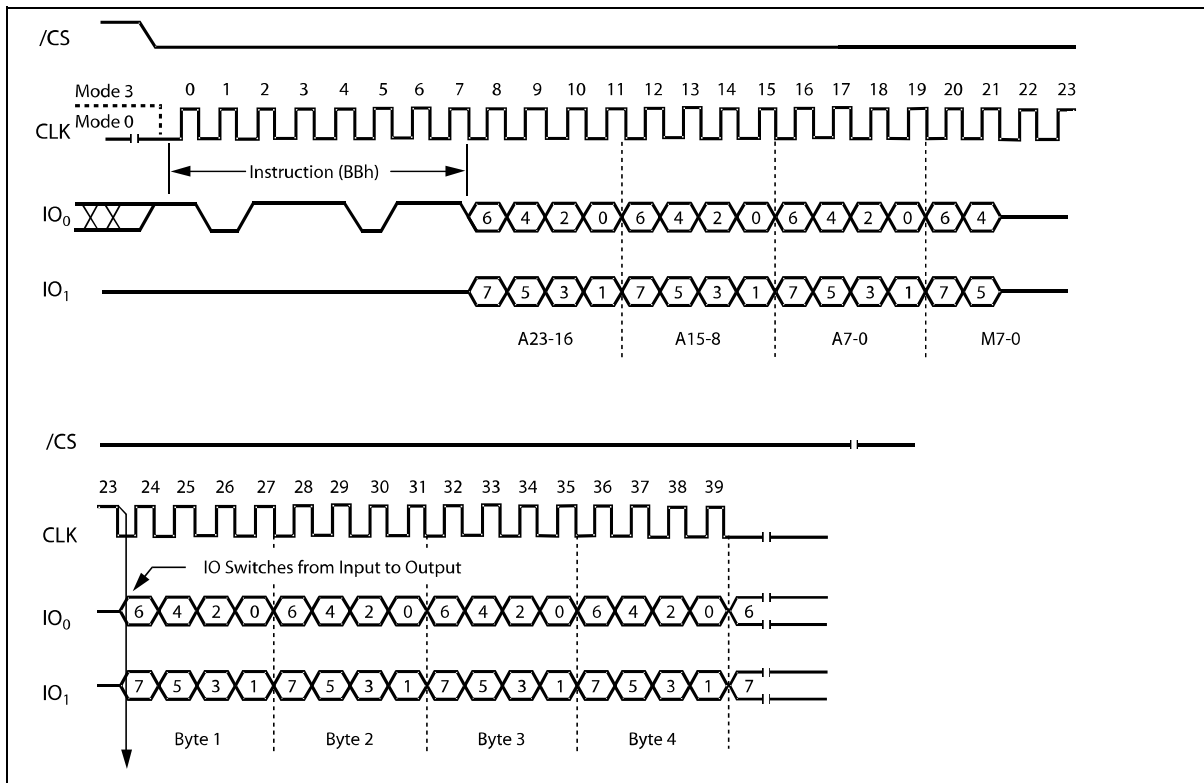 /CS
Mode 3
Mode 0
CLK
0 1 2 3 4 5 6 7 8 9 10 11 12 13 14 15 16 17 18 19 20 21 22 23
Instruction (BBh)
IO0
6 4 2 0 6 4 2 0 6 4 2 0 6 4
IO1
7 5 3 1 7 5 3 1 7 5 3 1 7 5
A23-16 A15-8 A7-0 M7-0
/CS
23 24 25 26 27 28 29 30 31 32 33 34 35 36 37 38 39
CLK
IO Switches from Input to Output
IO0
6 4 2 0 6 4 2 0 6 4 2 0 6 4 2 0 6
IO1
7 5 3 1 7 5 3 1 7 5 3 1 7 5 3 1 7
Byte 1 Byte 2 Byte 3 Byte 4